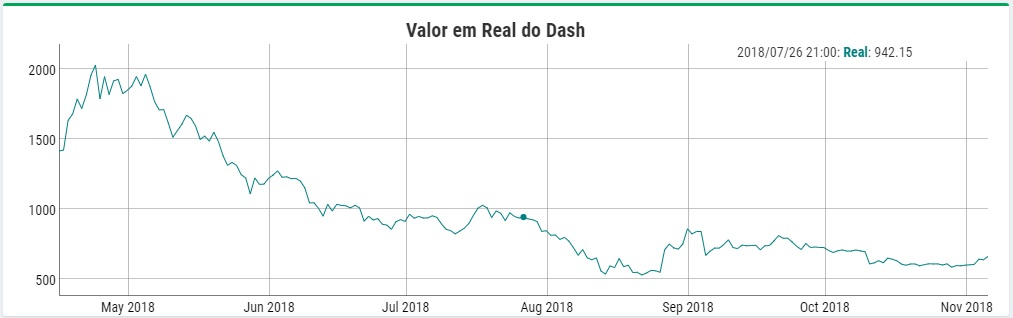 Valor em Real do Dash
2018/07/26 21:00: Real: 942.15
2000
1500
1000
500
May 2018 Jun 2018 Jul 2018 Aug 2018 Sep 2018 Oct 2018 Nov 2018